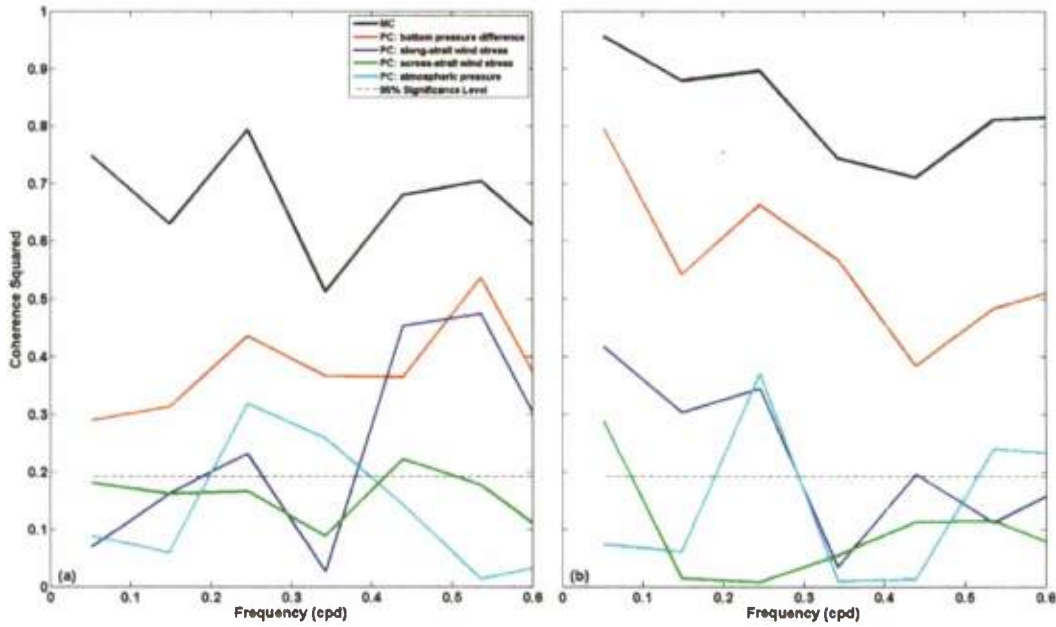 1
0.9
0.8
0.7
0.6
0.5
0.4
0.3
0.2
0.1
0
Coherence Squared
MC
PC: bottom pressure difference
PC: along-strait wind stress
PC: across-strait wind stress
PC: atmospheric pressure
95% Significance Level
(a)
0 0.1 0.2 0.3 0.4 0.5 0.6
Frequency (cpd)
(b)
0 0.1 0.2 0.3 0.4 0.5 0.6
Frequency (cpd)